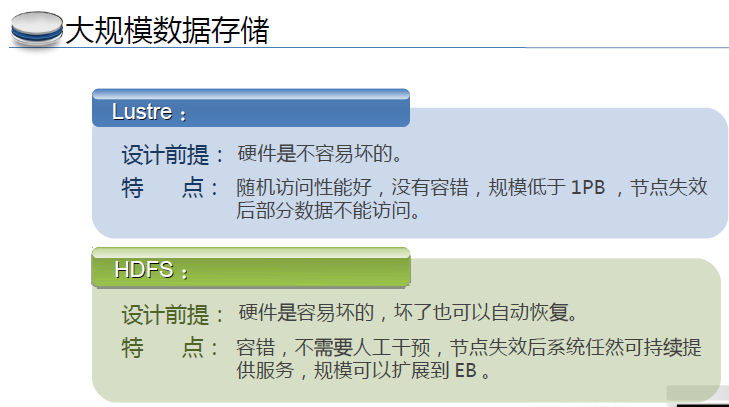 大规模数据存储
Lustre：
设计前提：硬件是不容易坏的。
特 点：随机访问性能好，没有容错，规模低于 1PB ，节点失效
后部分数据不能访问。
HDFS：
设计前提：硬件是容易坏的，坏了也可以自动恢复。
特 点：容错，不需要人工干预，节点失效后系统任然可持续提
供服务，规模可以扩展到 EB 。